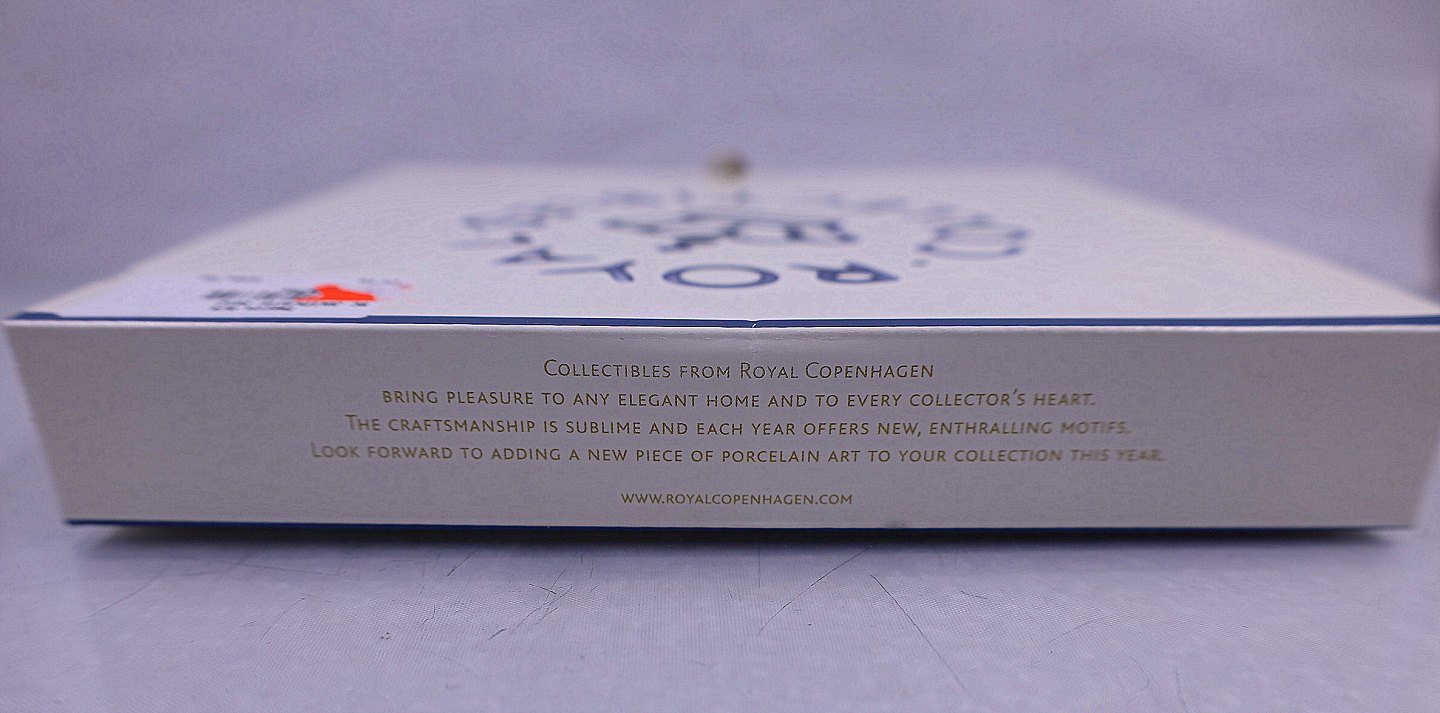 ROYAL
COLLECTIBLES FROM ROYAL COPENHAGEN
BRING PLEASURE TO ANY ELEGANT HOME AND TO EVERY COLLECTOR'S HEART.
THE CRAFTSMANSHIP IS SUBLIME AND EACH YEAR OFFERS NEW, ENTHRALLING MOTIFS.
LOOK FORWARD TO ADDING A NEW PIECE OF PORCELAIN ART TO YOUR COLLECTION THIS YEAR.
WWW.ROYALCOPENHAGEN.COM